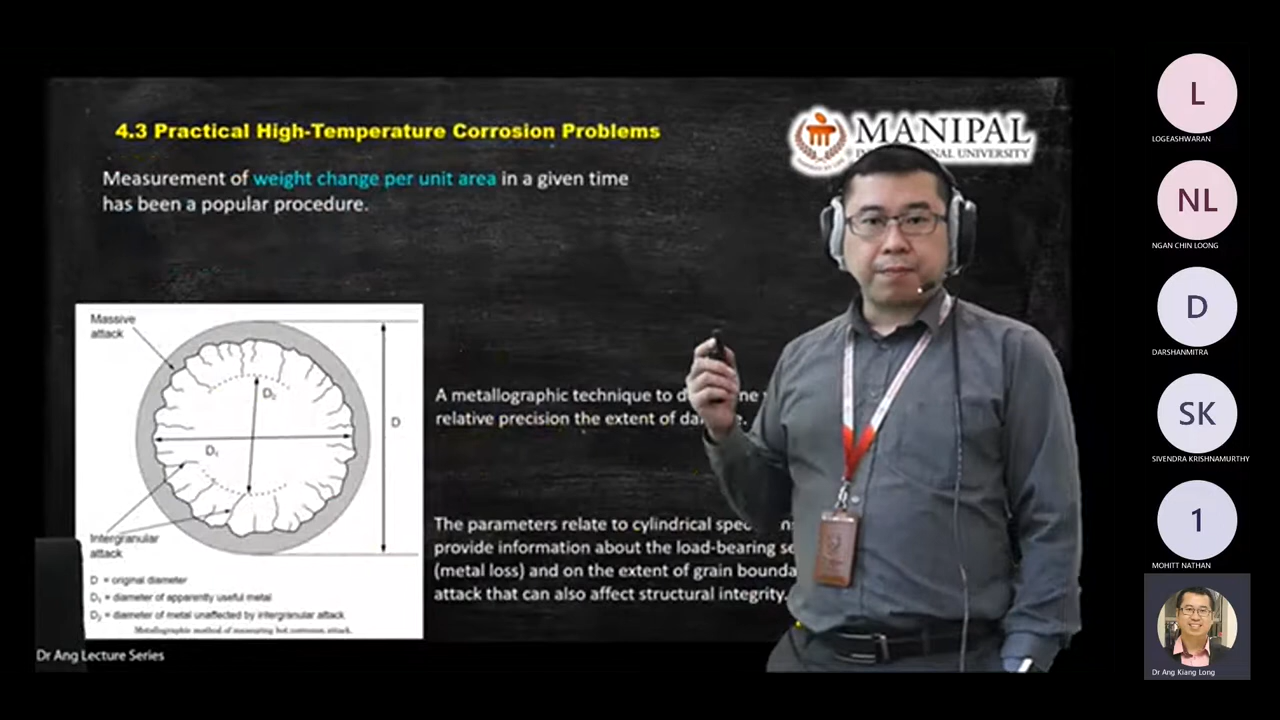 4.3 Practical High-Temperature Corrosion Problems
MANIPAL
UNIVERSITY
Measurement of weight change per unit area in a given time
has been a popular procedure.
Massive
attack
D₂
D
D₁
Intergranular
attack
D = original diameter
D₁ = diameter of apparently useful metal
D₂ = diameter of metal unaffected by intergranular attack
Metallographic method of measuring hot corrosion attack.
A metallographic technique to
relative precision the extent of
The parameters relate to cylindrical
provide information about the load-bearing
(metal loss) and on the extent of grain
attack that can also affect structural integrity.
Dr Ang Lecture Series
L
LOGEASHWARAN
NL
NGAN CHIN LOONG
D
DARSHANMITRA
SK
SIVENDRA KRISHNAMURTHY
1
MOHITT NATHAN
Dr Ang Kiang Long